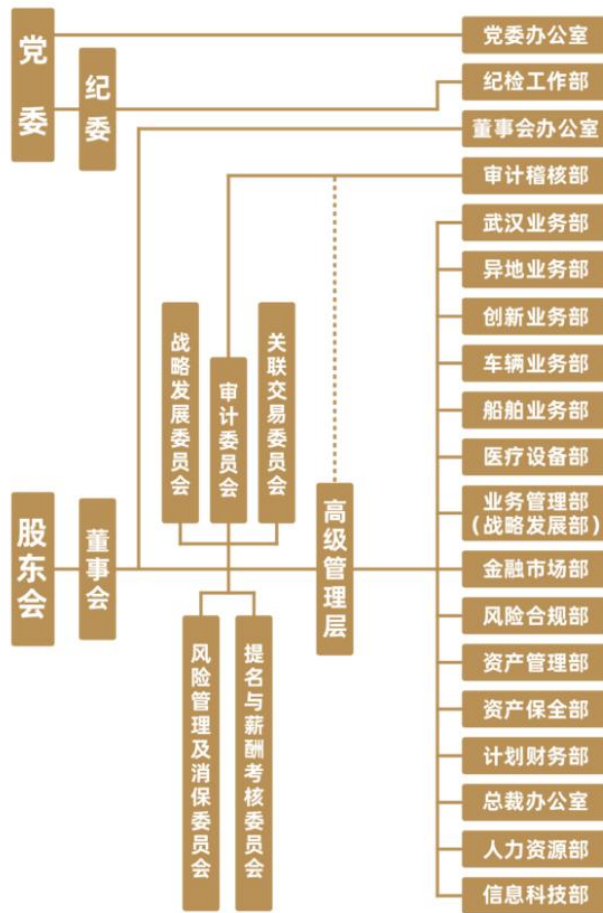 党委
纪委
党委办公室
纪检工作部
董事会办公室
审计稽核部
武汉业务部
异地业务部
创新业务部
车辆业务部
船舶业务部
医疗设备部
业务管理部
(战略发展部)
金融市场部
风险合规部
资产管理部
资产保全部
计划财务部
总裁办公室
人力资源部
信息科技部
战略发展委员会
审计委员会
关联交易委员会
股东会
董事会
高级管理层
风险管理及消保委员会
提名与薪酬考核委员会